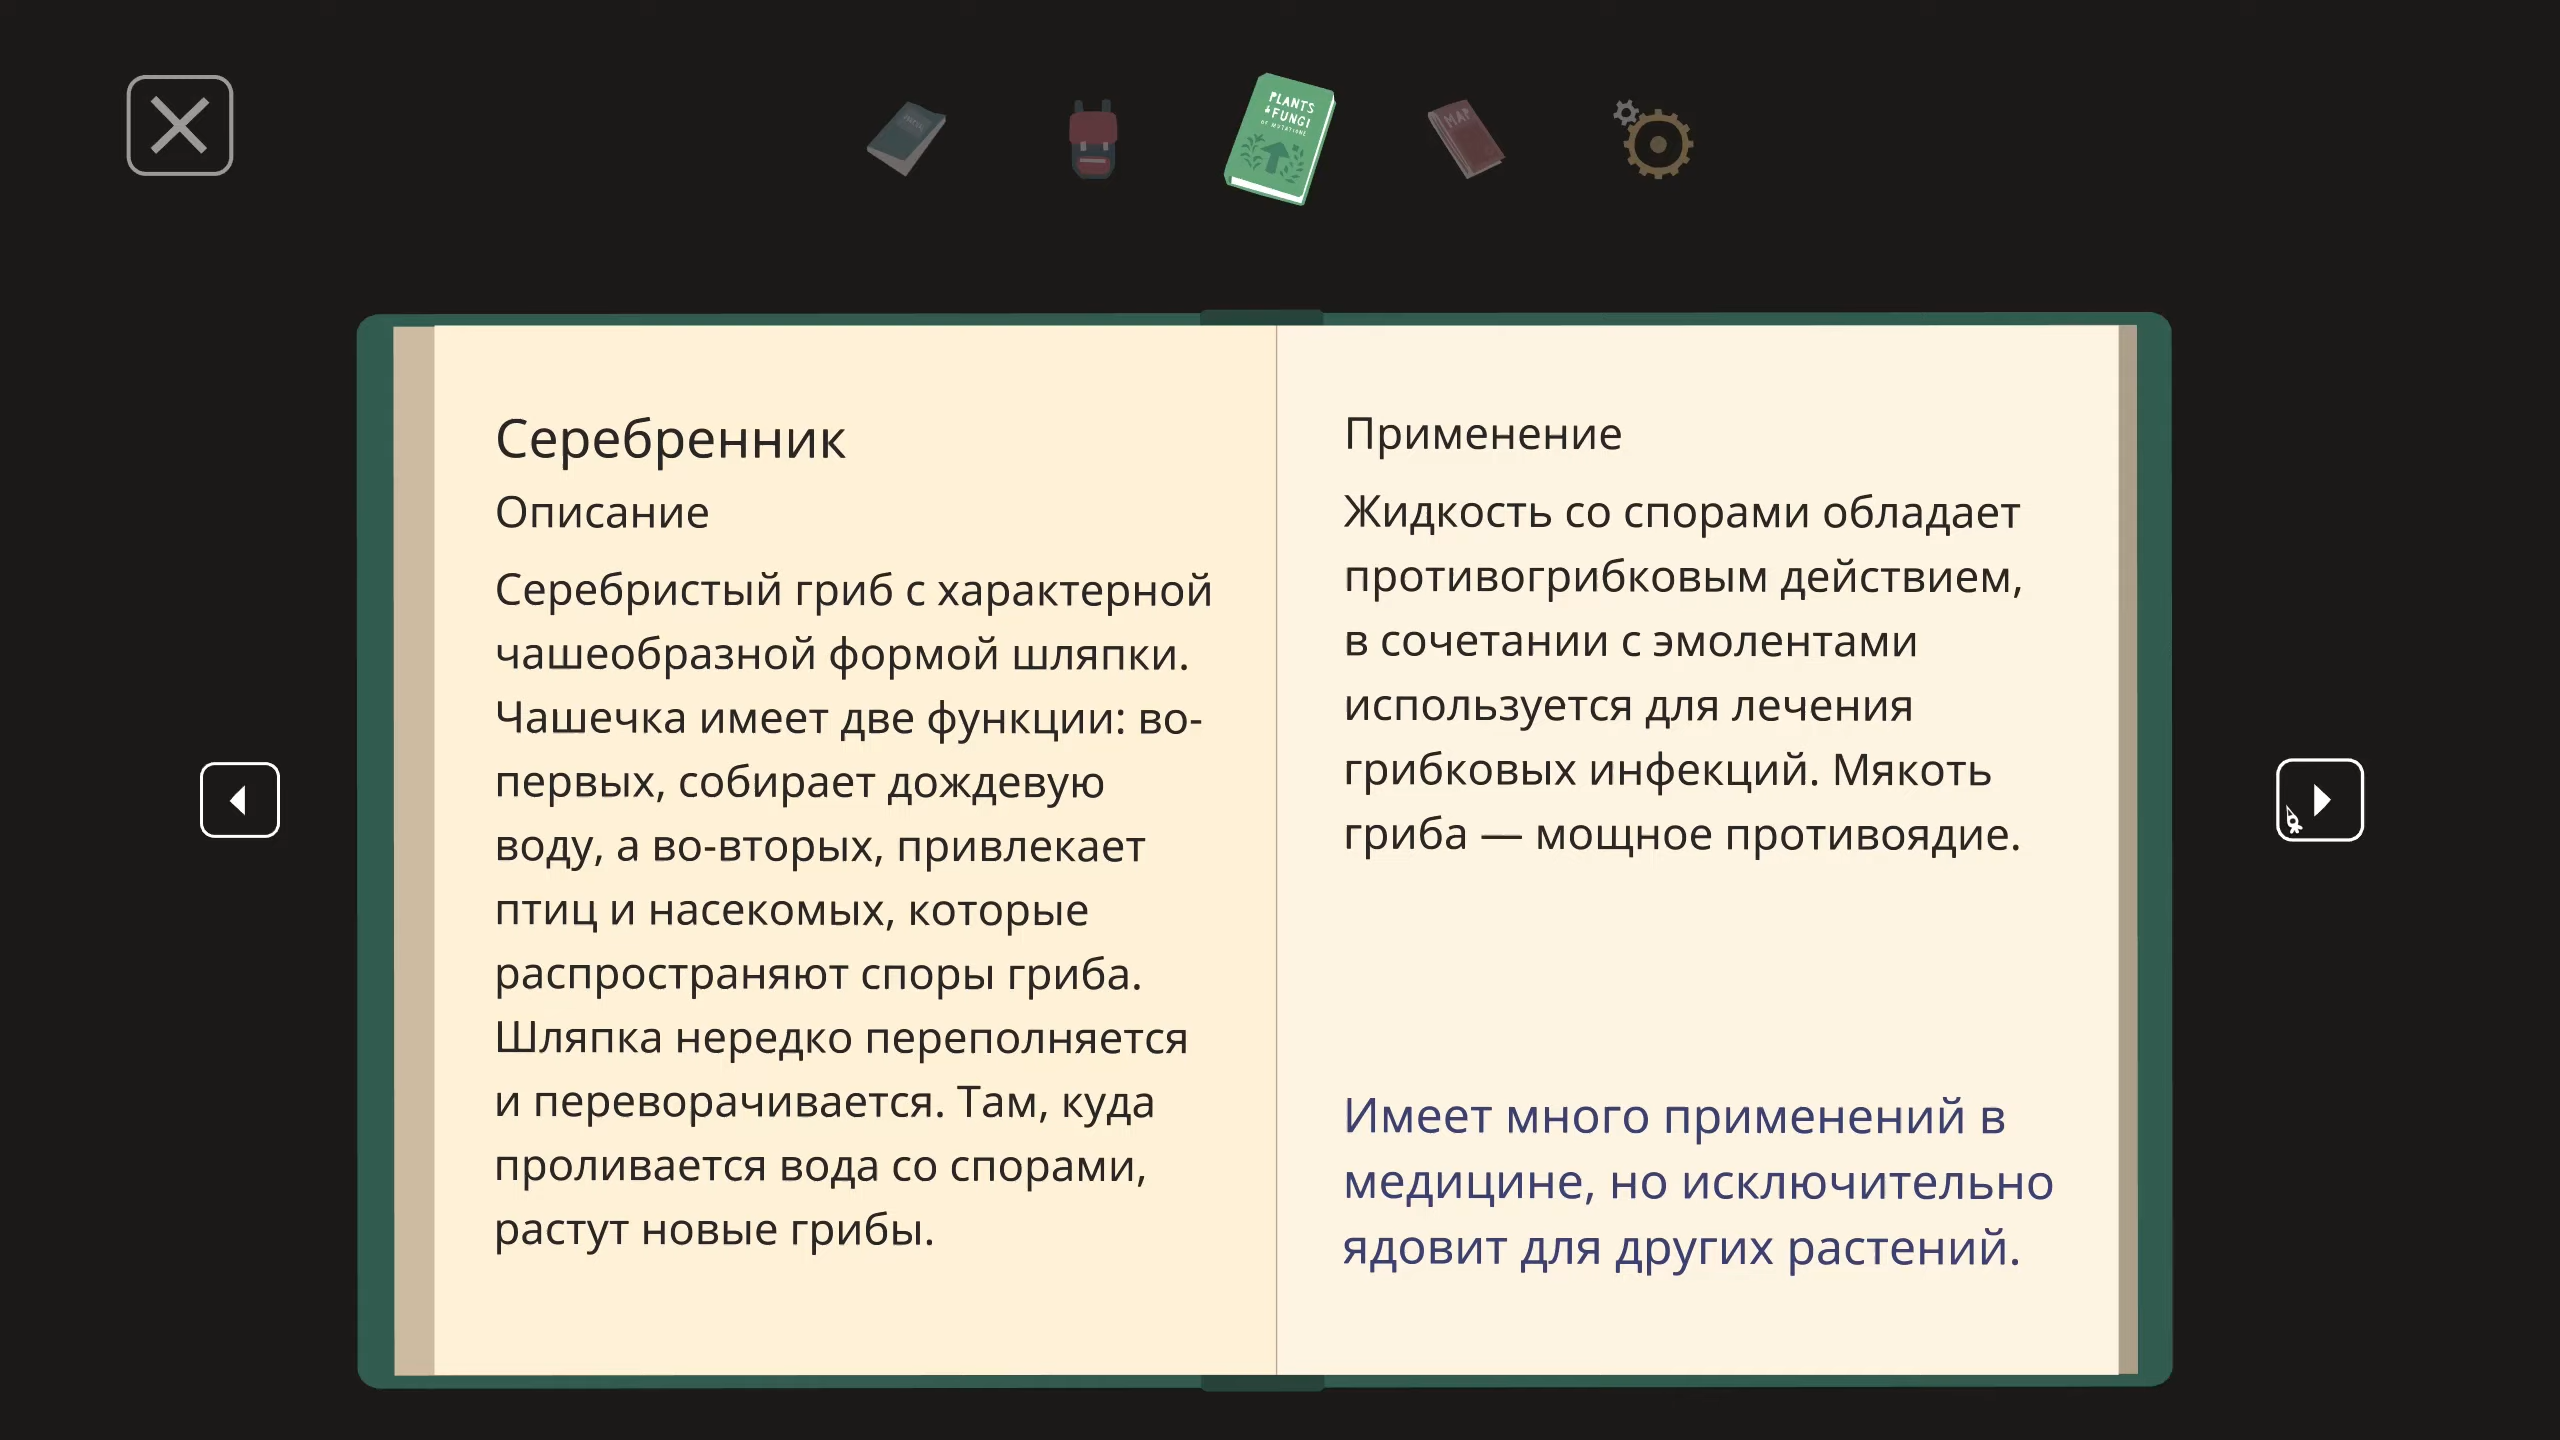 PLANTS
& FUNGI
OF MUTAZIONE
MAP
Серебренник
Описание
Серебристый гриб с характерной
чашеобразной формой шляпки.
Чашечка имеет две функции: во-
первых, собирает дождевую
воду, а во-вторых, привлекает
птиц и насекомых, которые
распространяют споры гриба.
Шляпка нередко переполняется
и переворачивается. Там, куда
проливается вода со спорами,
растут новые грибы.
Применение
Жидкость со спорами обладает
противогрибковым действием,
в сочетании с эмолентами
используется для лечения
грибковых инфекций. Мякоть
гриба — мощное противоядие.
Имеет много применений в
медицине, но исключительно
ядовит для других растений.